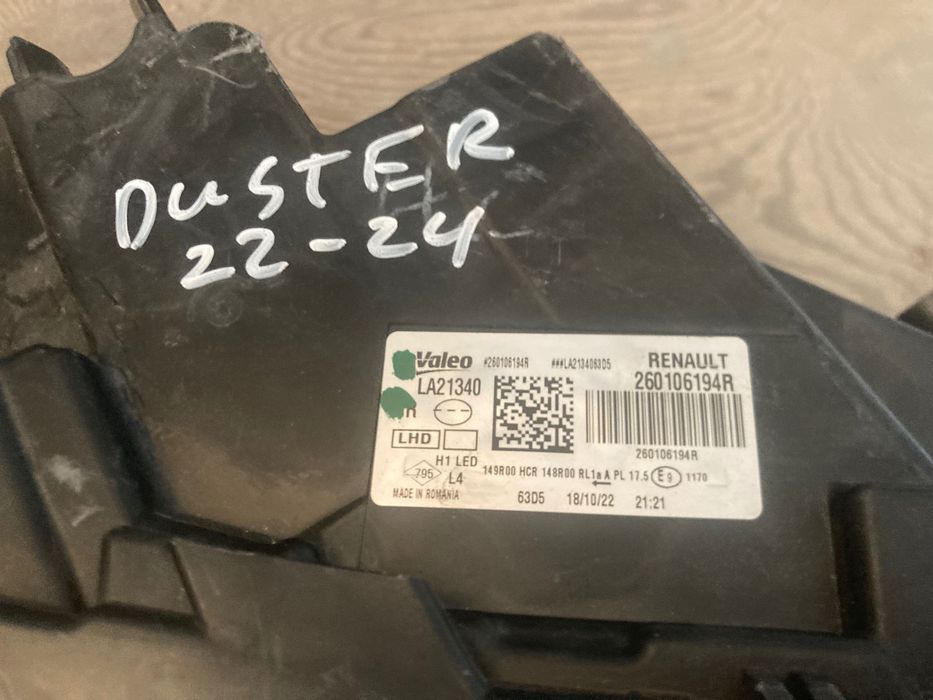 DUSTER
22-24
Valeo #260106194R ###LA2134063D5 RENAULT
LA21340 260106194R
R
LHD 260106194R
H1 LED 149R00 HCR 148R00 RL1a A PL 17.5 E9 1170
795 L4
MADE IN ROMANIA 63D5 18/10/22 21:21